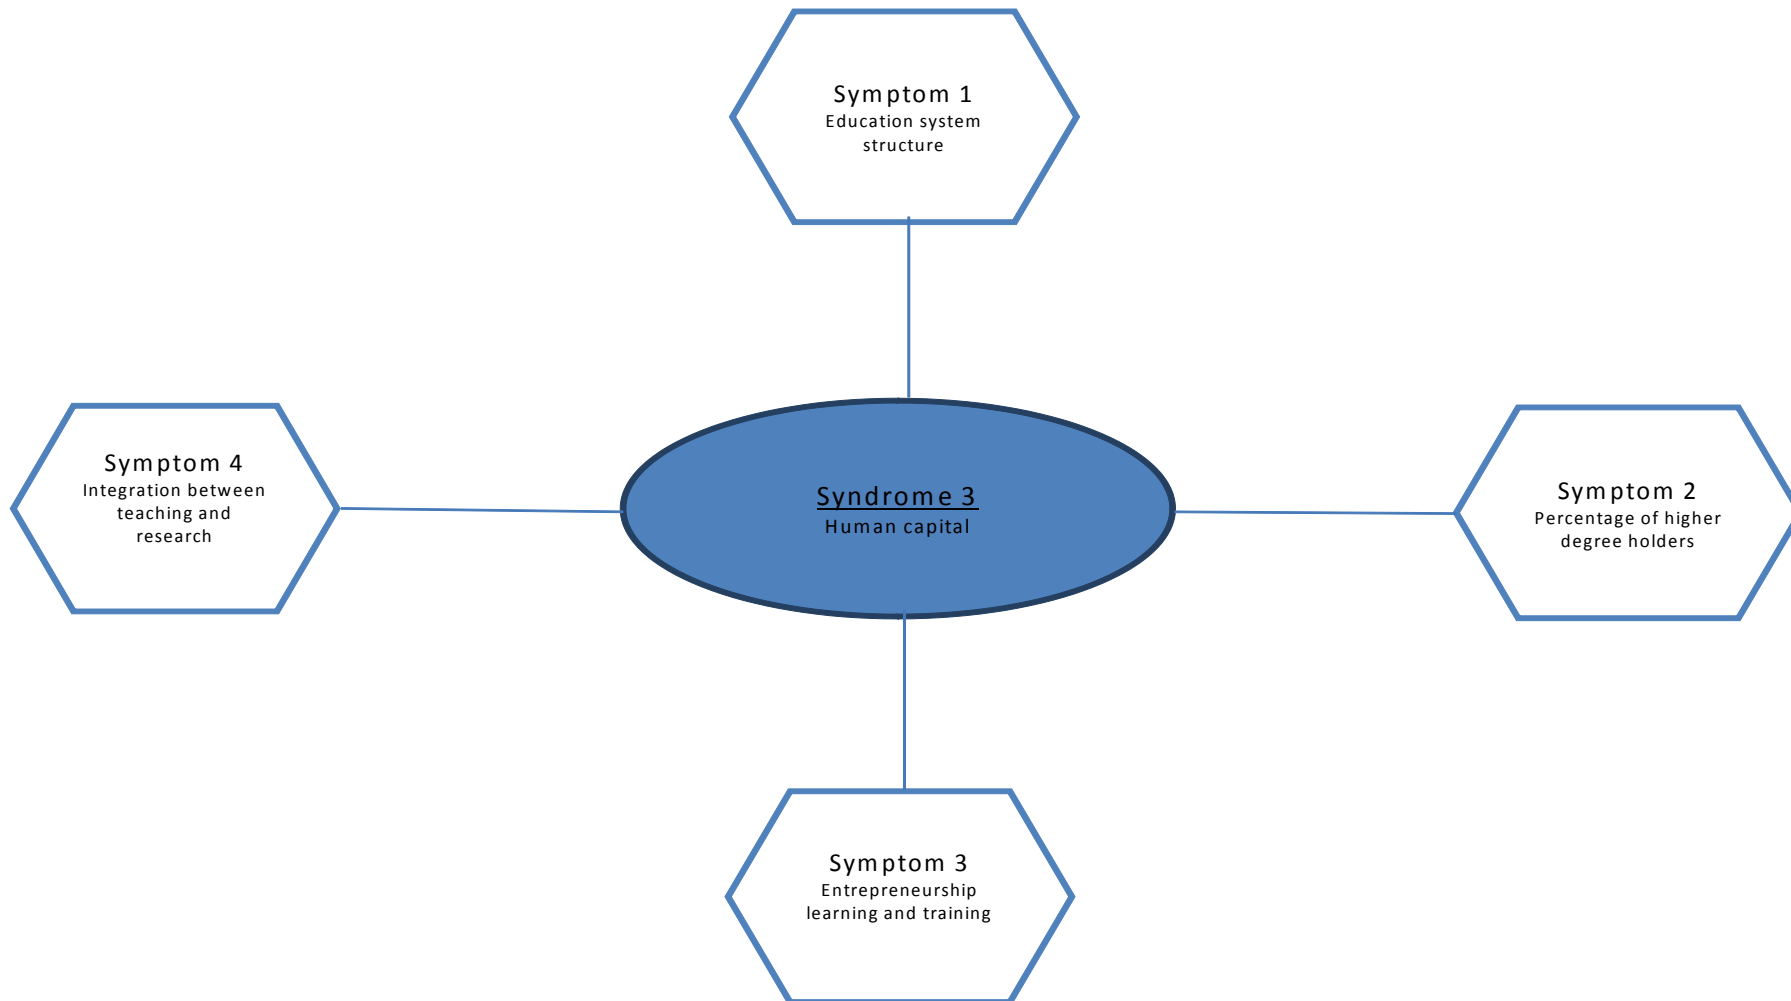 Symptom 1
Education system
structure
Symptom 4
Integration between
teaching and
research
Syndrome 3
Human capital
Symptom 2
Percentage of higher
degree holders
Symptom 3
Entrepreneurship
learning and training